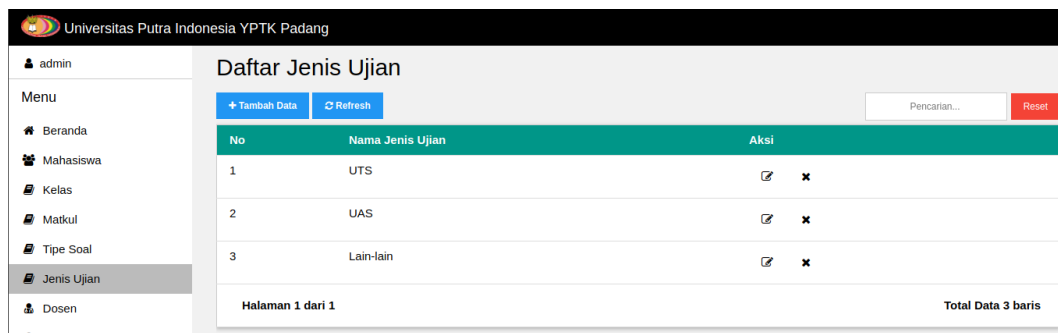 Universitas Putra Indonesia YPTK Padang
admin
Menu
Beranda
Mahasiswa
Kelas
Matkul
Tipe Soal
Jenis Ujian
Dosen
Daftar Jenis Ujian
Tambah Data Refresh Pencarian... Reset
No Nama Jenis Ujian Aksi
1 UTS
2 UAS
3 Lain-lain
Halaman 1 dari 1 Total Data 3 baris